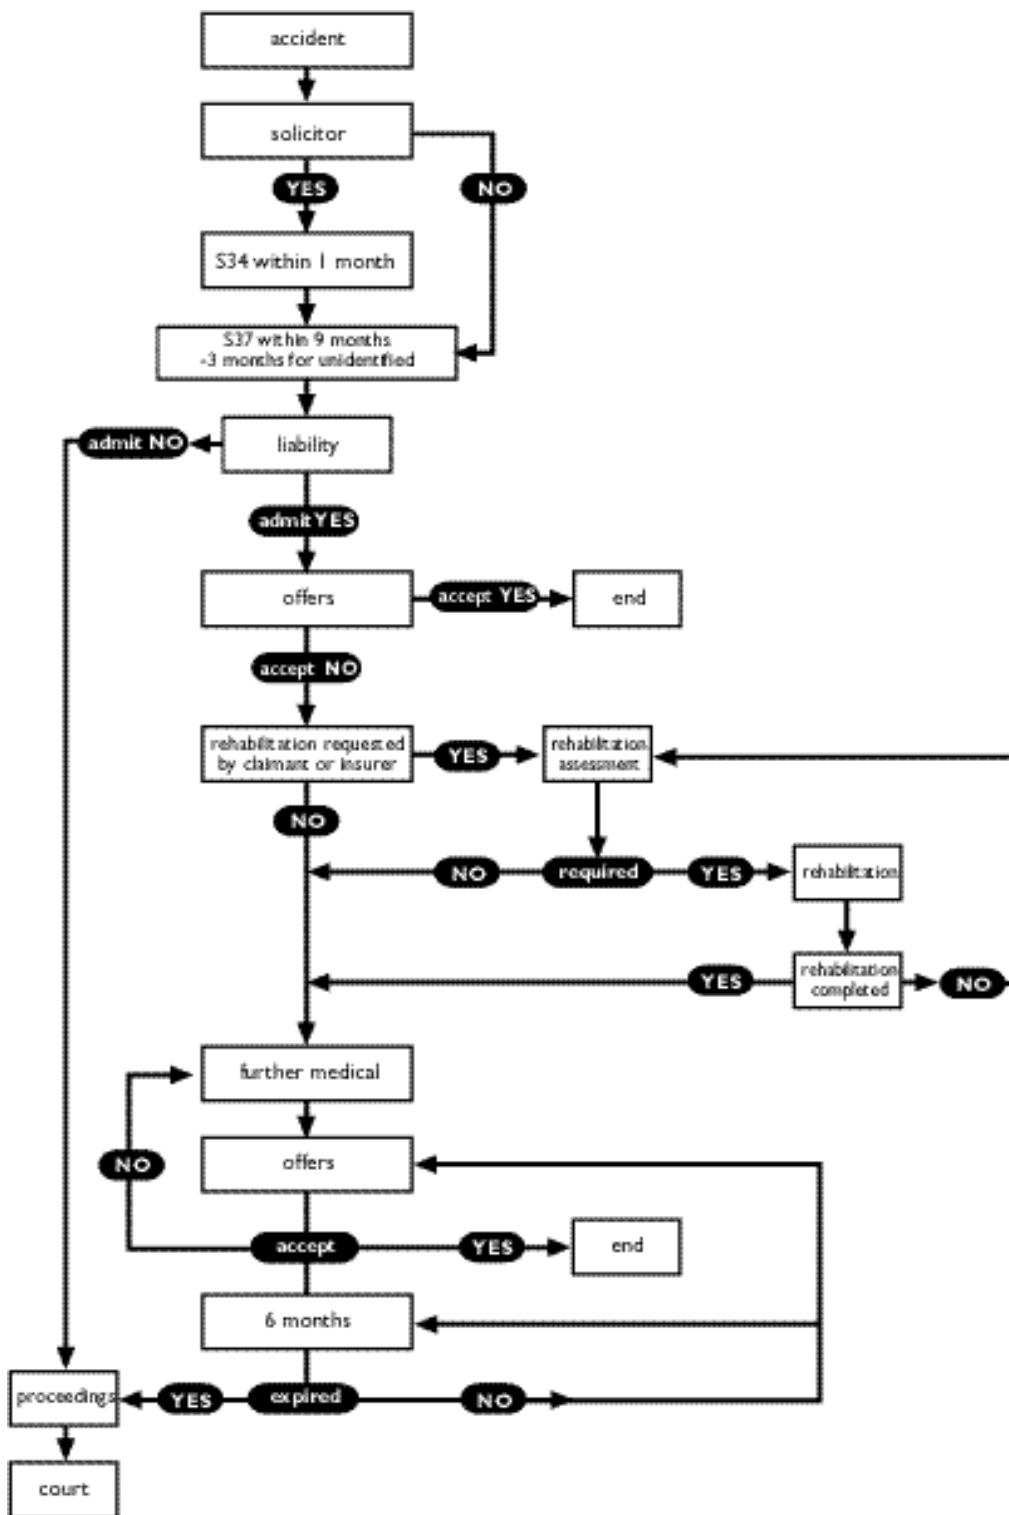 accident
solicitor
YES
NO
S34 within 1 month
S37 within 9 months
-3 months for unidentified
admit NO
liability
admit YES
offers
accept YES
end
accept NO
rehabilitation requested
by claimant or insurer
YES
rehabilitation
assessment
NO
NO
required
YES
rehabilitation
YES
rehabilitation
completed
NO
further medical
offers
NO
accept
YES
end
6 months
proceedings
YES
expired
NO
court